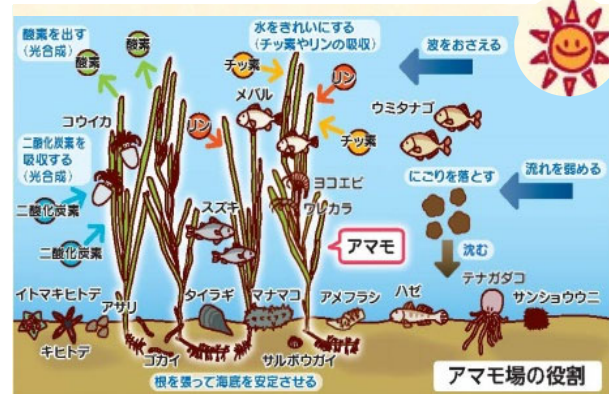 酸素を出す
(光合成)
酸素
酸素
水をきれいにする
(チッ素やリンの吸収)
チッ素
リン
波をおさえる
メバル
リン
チッ素
ウミタナゴ
コウイカ
二酸化炭素を
吸収する
(光合成)
二酸化炭素
二酸化炭素
ヨコエビ
ワレカラ
スズキ
アマモ
にごりを落とす
流れを弱める
沈む
イトマキヒトデ
キヒトデ
アサリ
タイラギ
マナマコ
アメフラシ
ハゼ
テナガダコ
サンショウウニ
ゴカイ
サルボウガイ
根を張って海底を安定させる
アマモ場の役割